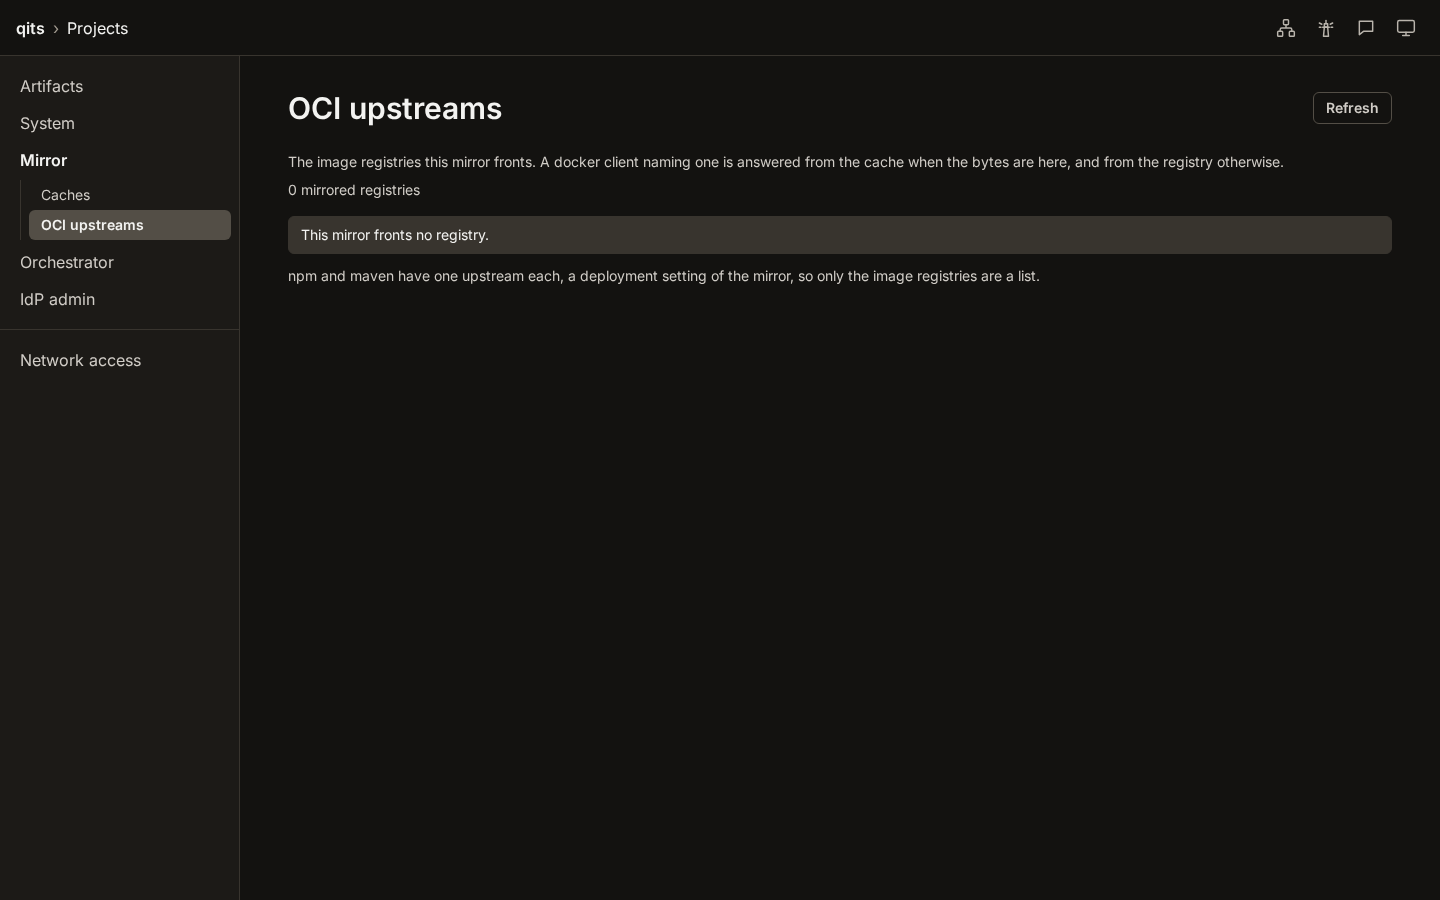 qits › Projects
Artifacts
System
Mirror
Caches
OCI upstreams
Orchestrator
IdP admin
Network access
OCI upstreams
Refresh
The image registries this mirror fronts. A docker client naming one is answered from the cache when the bytes are here, and from the registry otherwise.
0 mirrored registries
This mirror fronts no registry.
npm and maven have one upstream each, a deployment setting of the mirror, so only the image registries are a list.